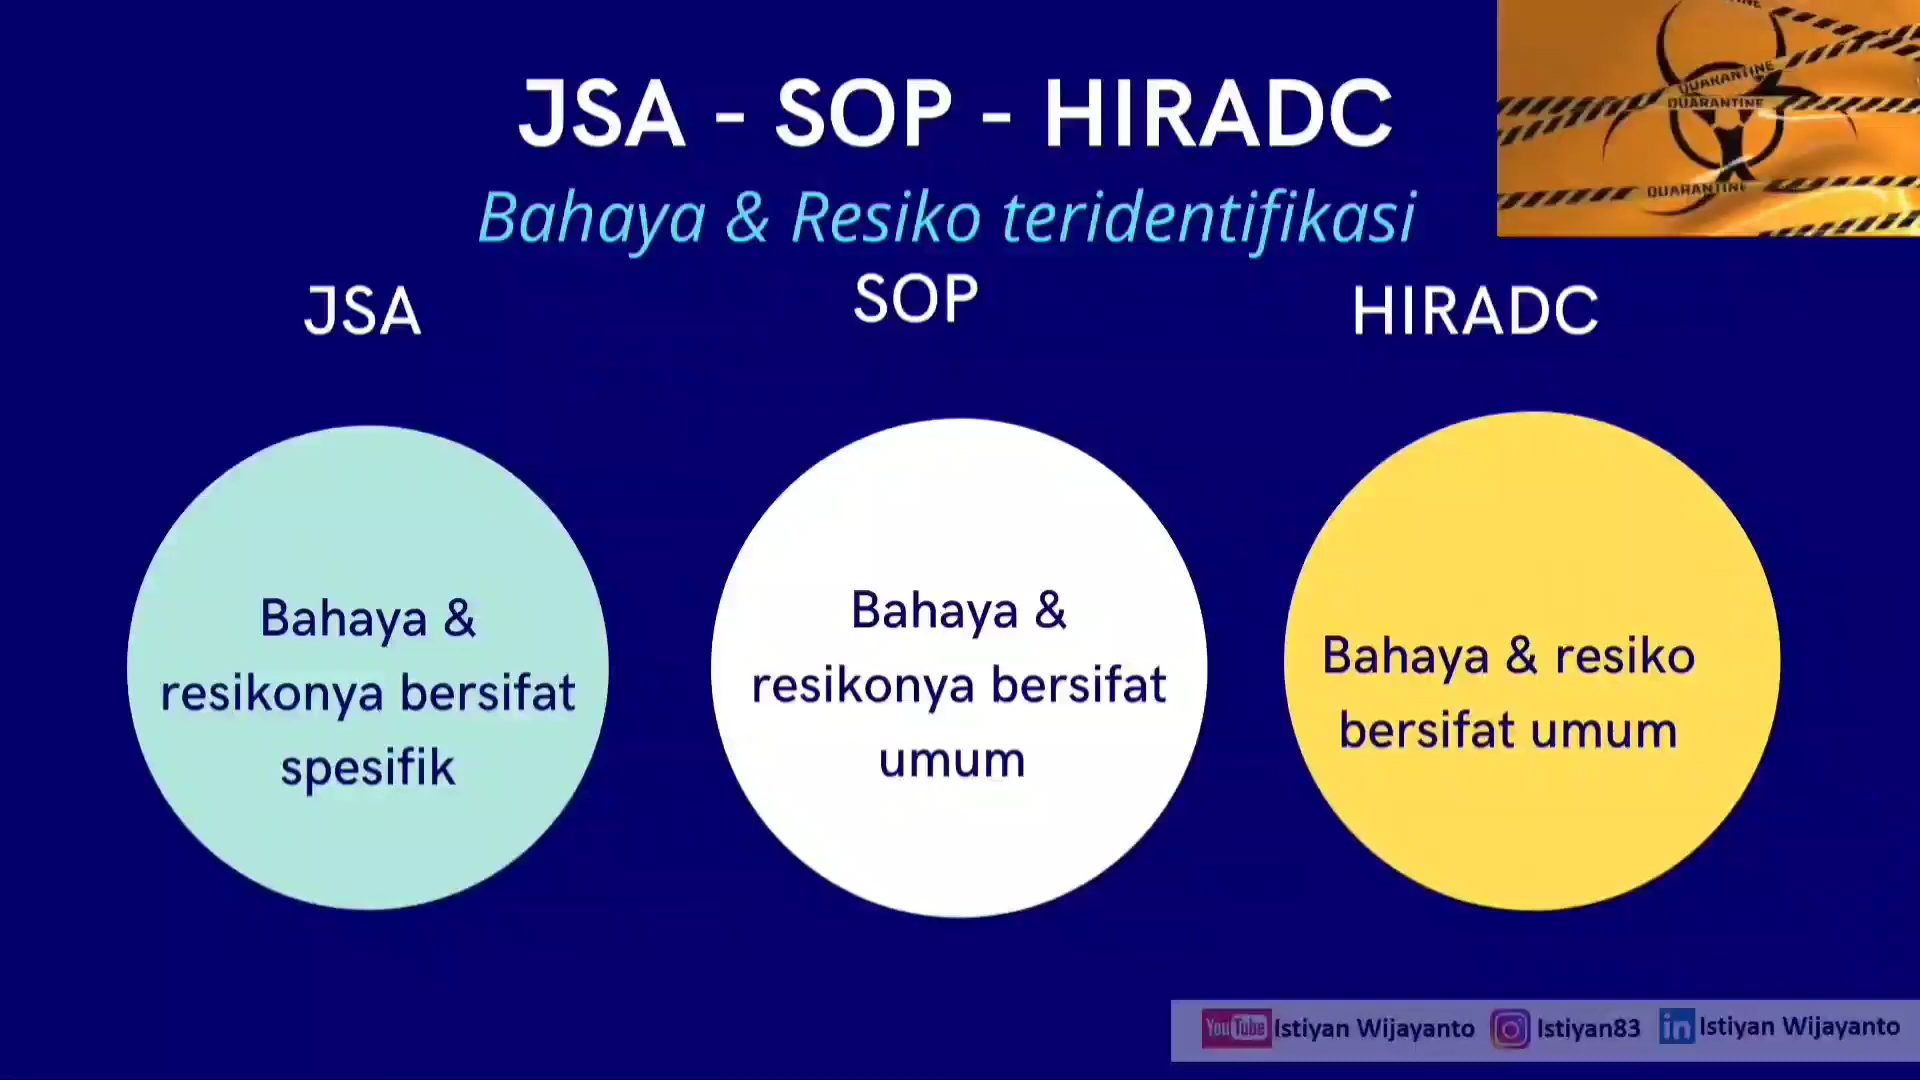 JSA - SOP - HIRADC
Bahaya & Resiko teridentifikasi
QUARANTINE
QUARANTINE
QUARANTINE
JSA
SOP
HIRADC
Bahaya &
resikonya bersifat
spesifik
Bahaya &
resikonya bersifat
umum
Bahaya & resiko
bersifat umum
YouTube Istiyan Wijayanto Istiyan83 in Istiyan Wijayanto